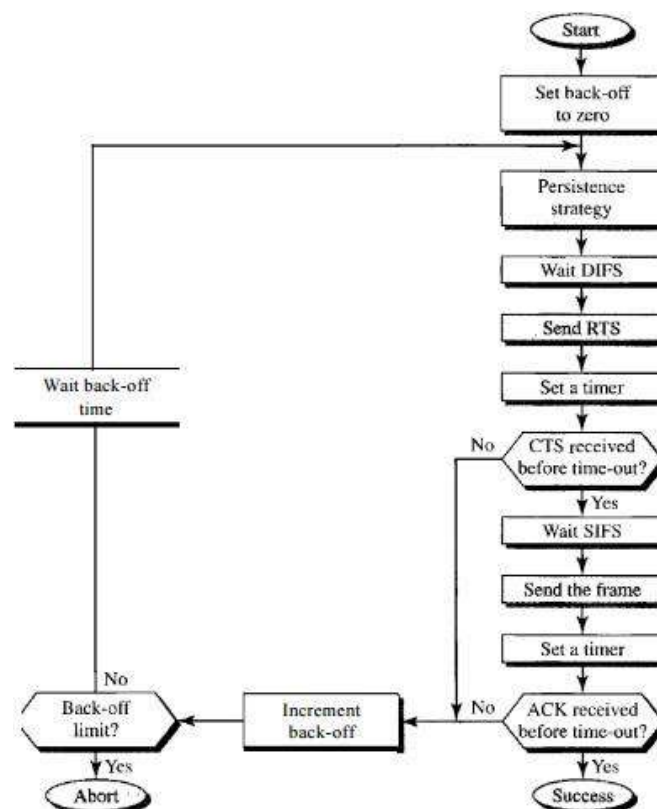 Start
Set back-off
to zero
Persistence
strategy
Wait DIFS
Send RTS
Set a timer
Wait back-off
time
No
CTS received
before time-out?
Yes
Wait SIFS
Send the frame
Set a timer
No
Back-off
limit?
Increment
back-off
No
ACK received
before time-out?
Yes
Yes
Abort
Success